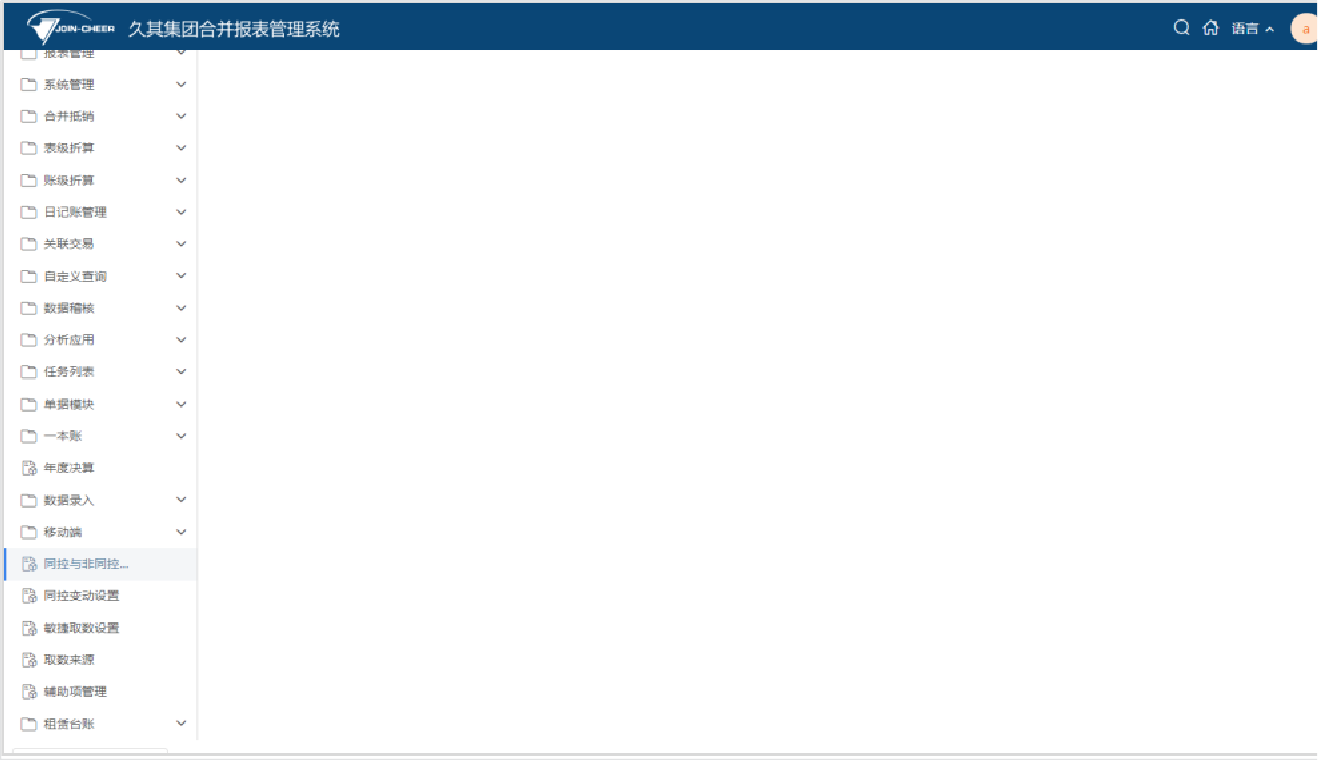 JOIN-CHEER 久其集团合并报表管理系统 语言 a
报表管理
系统管理
合并抵销
表级折算
账级折算
日记账管理
关联交易
自定义查询
数据稽核
分析应用
任务列表
单据模块
一本账
年度决算
数据录入
移动端
同控与非同控...
同控变动设置
敏捷取数设置
取数来源
辅助项管理
租赁台账